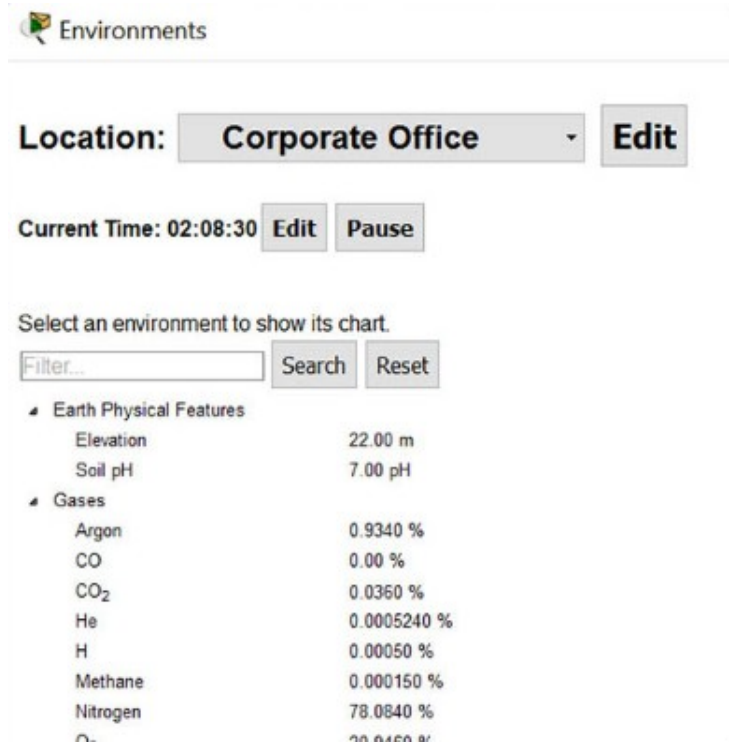 Environments
Location: Corporate Office Edit
Current Time: 02:08:30 Edit Pause
Select an environment to show its chart.
Filter... Search Reset
Earth Physical Features
Elevation 22.00 m
Soil pH 7.00 pH
Gases
Argon 0.9340 %
CO 0.00 %
CO2 0.0360 %
He 0.0005240 %
H 0.00050 %
Methane 0.000150 %
Nitrogen 78.0840 %